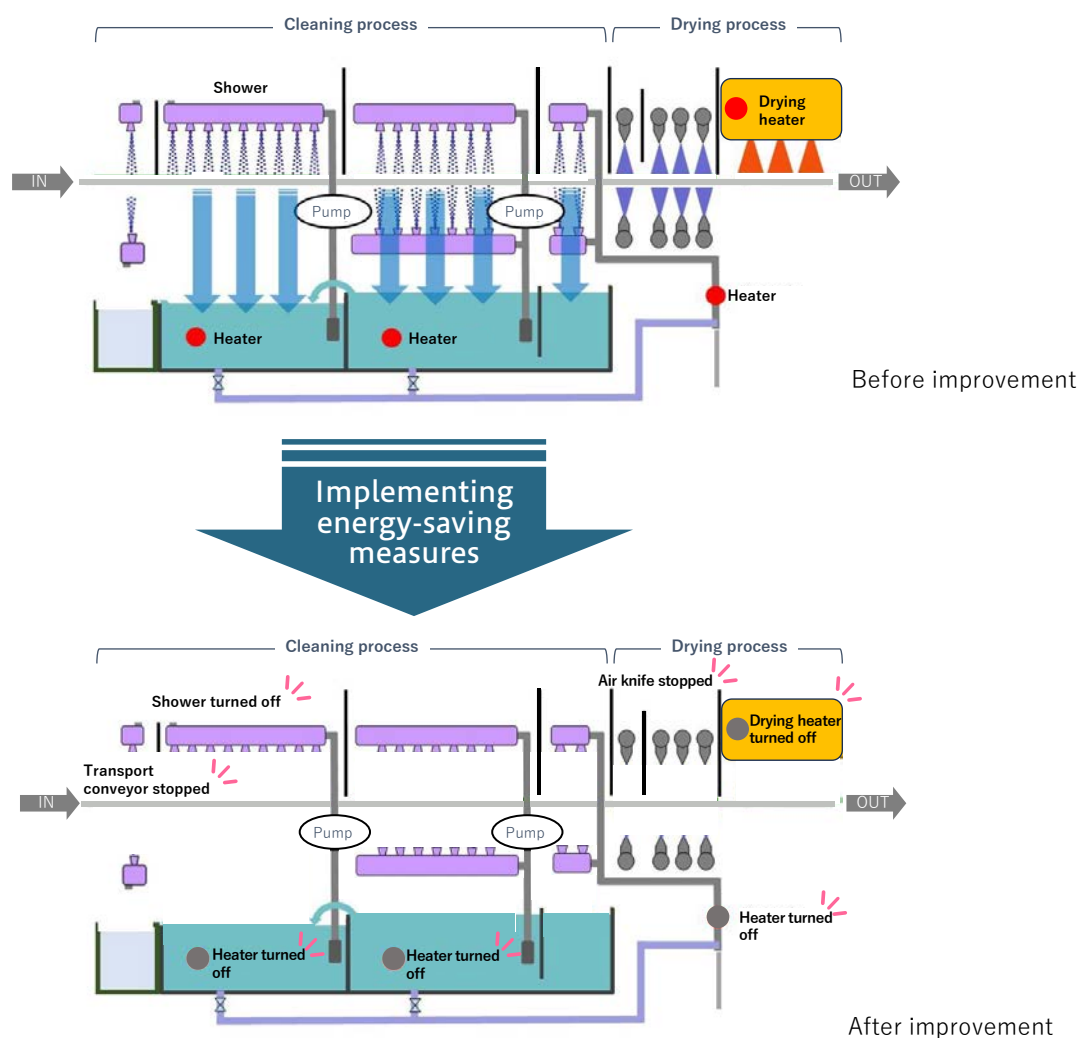 Cleaning process
Drying process
Shower
Drying
heater
IN
OUT
Pump
Pump
Heater
Heater
Heater
Before improvement
Implementing
energy-saving
measures
Cleaning process
Drying process
Air knife stopped
Shower turned off
Drying heater
turned off
Transport
conveyor stopped
IN
OUT
Pump
Pump
Heater turned
off
Heater turned
off
Heater turned
off
After improvement